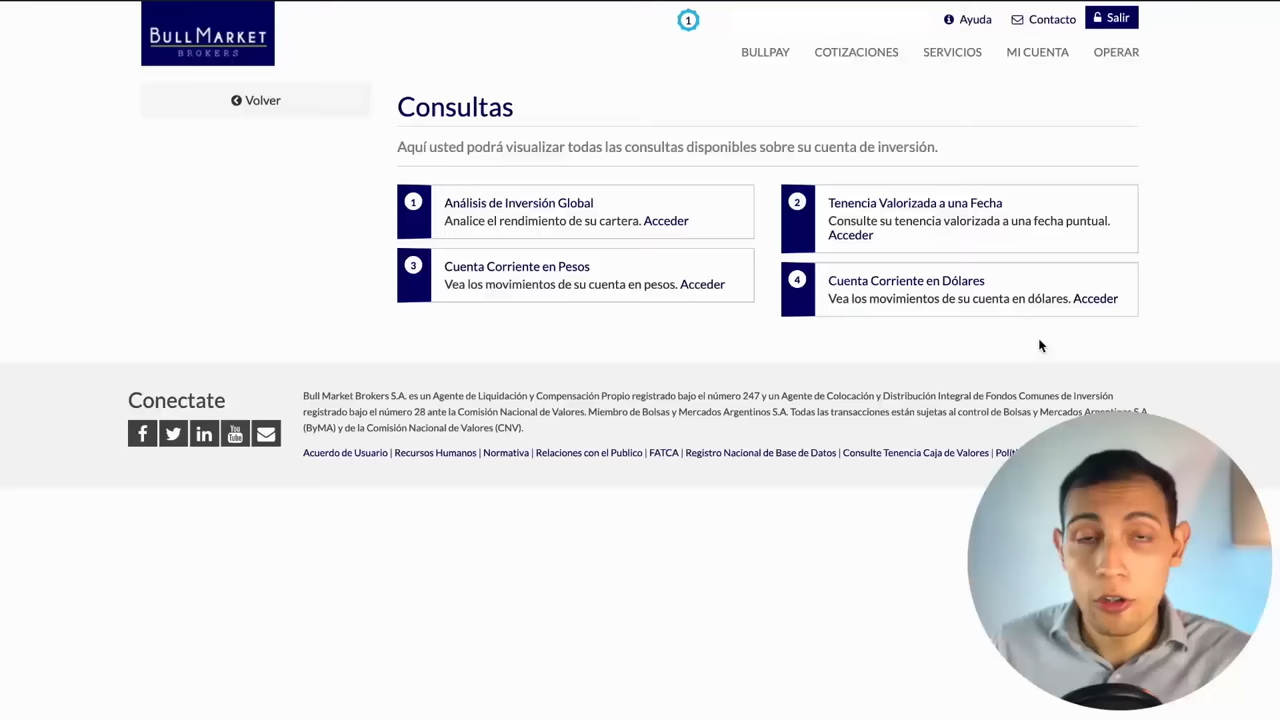 BULL MARKET
BROKERS
1
Ayuda
Contacto
Salir
BULLPAY
COTIZACIONES
SERVICIOS
MI CUENTA
OPERAR
Volver
Consultas
Aquí usted podrá visualizar todas las consultas disponibles sobre su cuenta de inversión.
1
Análisis de Inversión Global
Analice el rendimiento de su cartera. Acceder
2
Tenencia Valorizada a una Fecha
Consulte su tenencia valorizada a una fecha puntual.
Acceder
3
Cuenta Corriente en Pesos
Vea los movimientos de su cuenta en pesos. Acceder
4
Cuenta Corriente en Dólares
Vea los movimientos de su cuenta en dólares. Acceder
Conectate
You
Tube
Bull Market Brokers S.A. es un Agente de Liquidación y Compensación Propio registrado bajo el número 247 y un Agente de Colocación y Distribución Integral de Fondos Comunes de Inversión
registrado bajo el número 28 ante la Comisión Nacional de Valores. Miembro de Bolsas y Mercados Argentinos S.A. Todas las transacciones están sujetas al control de Bolsas y Mercados Argentinos S.A.
(ByMA) y de la Comisión Nacional de Valores (CNV).
Acuerdo de Usuario | Recursos Humanos | Normativa | Relaciones con el Publico | FATCA | Registro Nacional de Base de Datos | Consulte Tenencia Caja de Valores |